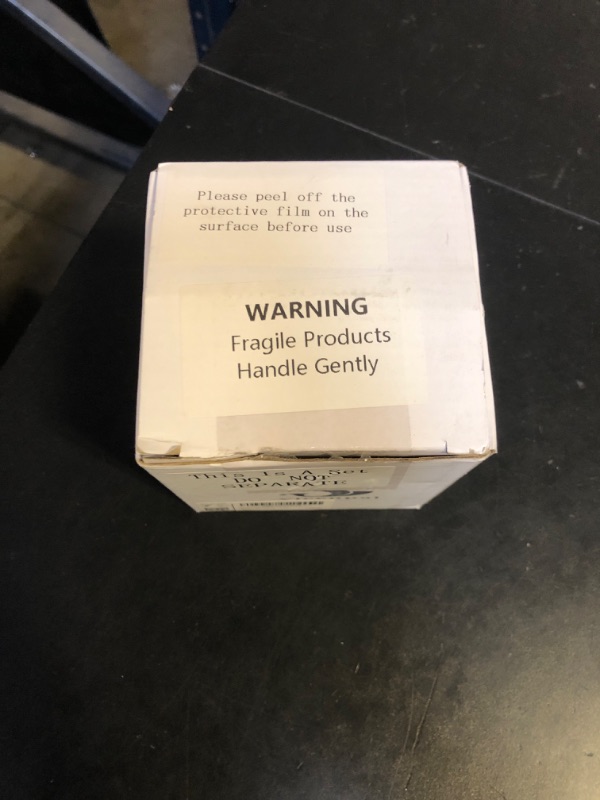 Please peel off the
protective film on the
surface before use
WARNING
Fragile Products
Handle Gently
This Is A Set
DO NOT
SEPARATE